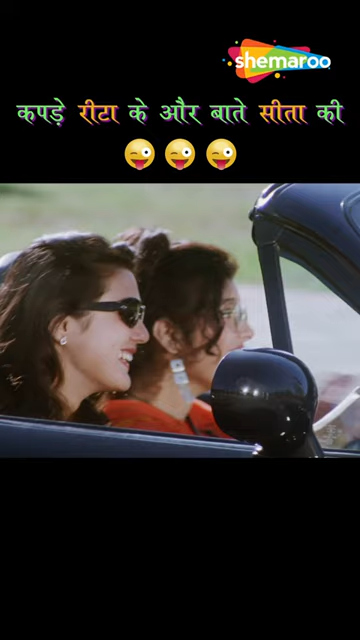 shemaroo
कपड़े रीटा के और बाते सीता की